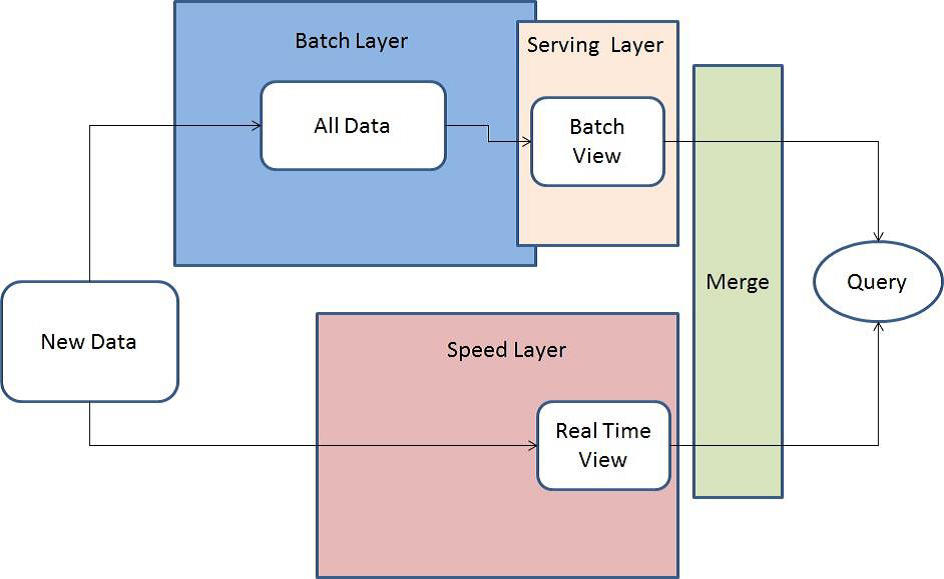 Batch Layer
Serving Layer
All Data
Batch
View
Merge
Query
New Data
Speed Layer
Real Time
View